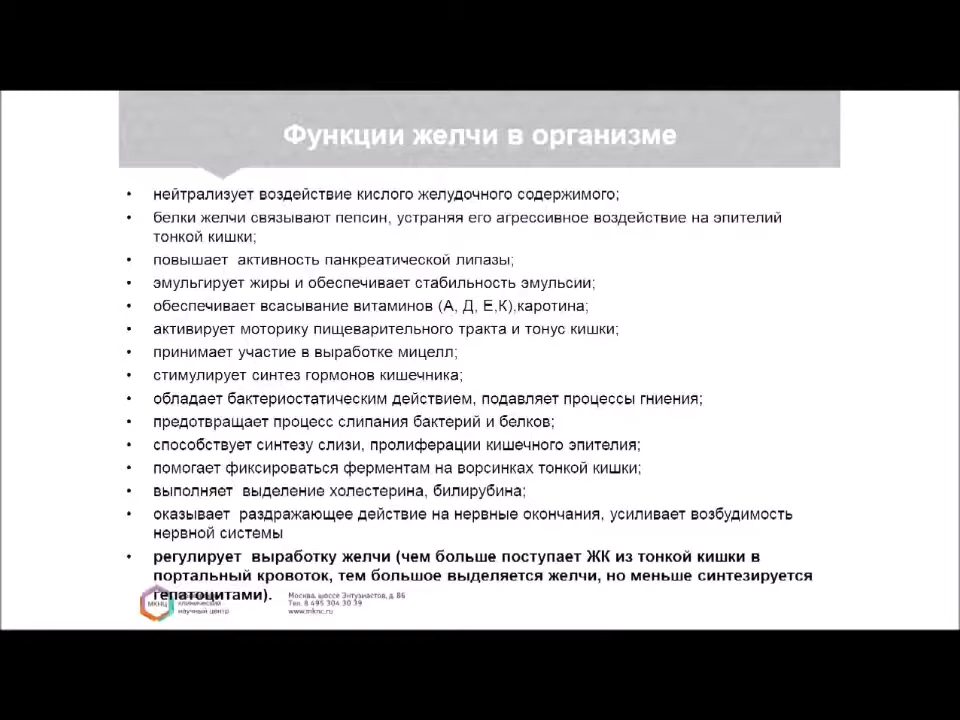 Функции желчи в организме
• нейтрализует воздействие кислого желудочного содержимого;
• белки желчи связывают пепсин, устраняя его агрессивное воздействие на эпителий
тонкой кишки;
• повышает активность панкреатической липазы;
• эмульгирует жиры и обеспечивает стабильность эмульсии;
• обеспечивает всасывание витаминов (А, Д, Е,К),каротина;
• активирует моторику пищеварительного тракта и тонус кишки;
• принимает участие в выработке мицелл;
• стимулирует синтез гормонов кишечника;
• обладает бактериостатическим действием, подавляет процессы гниения;
• предотвращает процесс слипания бактерий и белков;
• способствует синтезу слизи, пролиферации кишечного эпителия;
• помогает фиксироваться ферментам на ворсинках тонкой кишки;
• выполняет выделение холестерина, билирубина;
• оказывает раздражающее действие на нервные окончания, усиливает возбудимость
нервной системы
• регулирует выработку желчи (чем больше поступает ЖК из тонкой кишки в
портальный кровоток, тем большое выделяется желчи, но меньше синтезируется
гепатоцитами).
МКНЦ
клинический
научный центр
Москва, шоссе Энтузиастов, д. 86
Тел. 8 495 304 30 39
www.mknc.ru